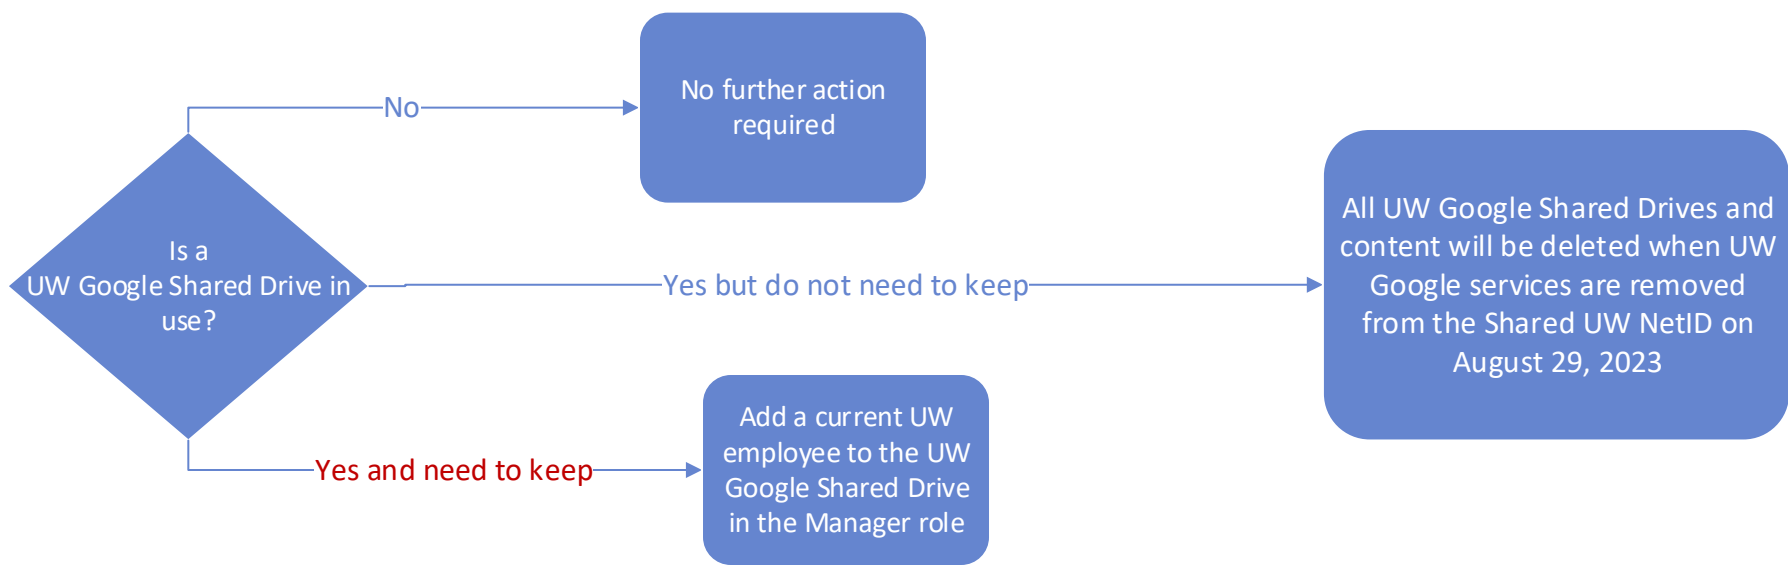 No further action
required
No
Is a
UW Google Shared Drive in
use?
Yes but do not need to keep
All UW Google Shared Drives and
content will be deleted when UW
Google services are removed
from the Shared UW NetID on
August 29, 2023
Yes and need to keep
Add a current UW
employee to the UW
Google Shared Drive
in the Manager role